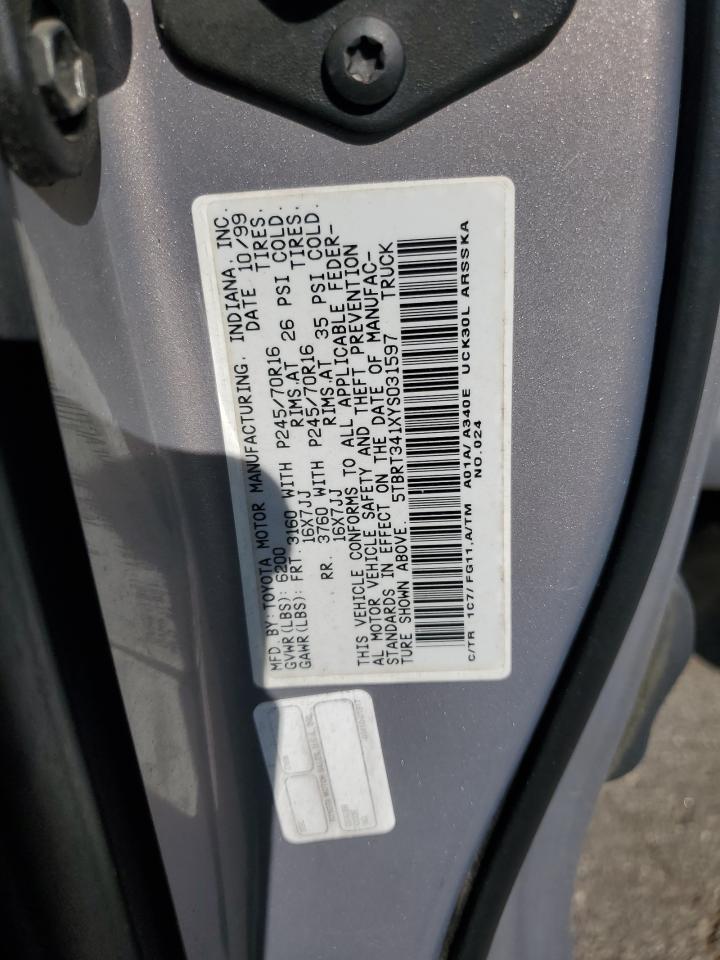 MFD. BY: TOYOTA MOTOR MANUFACTURING, INDIANA, INC.
GVWR(LBS): 6200 DATE 10/99
GAWR(LBS): FRT. 3160 WITH P245/70R16 TIRES.
16X7JJ RIMS.AT 26 PSI COLD.
RR. 3760 WITH P245/70R16 TIRES.
16X7JJ RIMS.AT 35 PSI COLD.
THIS VEHICLE CONFORMS TO ALL APPLICABLE FEDER-
AL MOTOR VEHICLE SAFETY AND THEFT PREVENTION
STANDARDS IN EFFECT ON THE DATE OF MANUFAC-
TURE SHOWN ABOVE. 5TBRT341XYS031597 TRUCK
C/TR 1C7/ FG11,A/TM A01A/ A340E UCK30L ARSSKA
NO.024